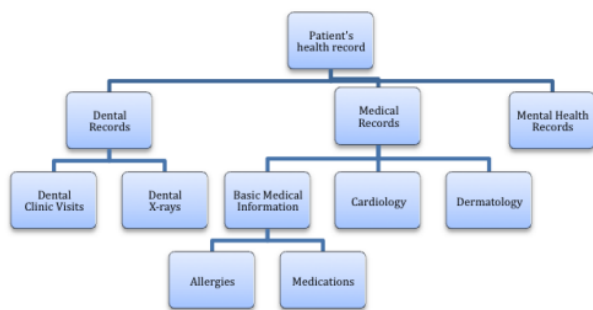 Patient's
health record
Dental
Records
Medical
Records
Mental Health
Records
Dental
Clinic Visits
Dental
X-rays
Basic Medical
Information
Cardiology
Dermatology
Allergies
Medications